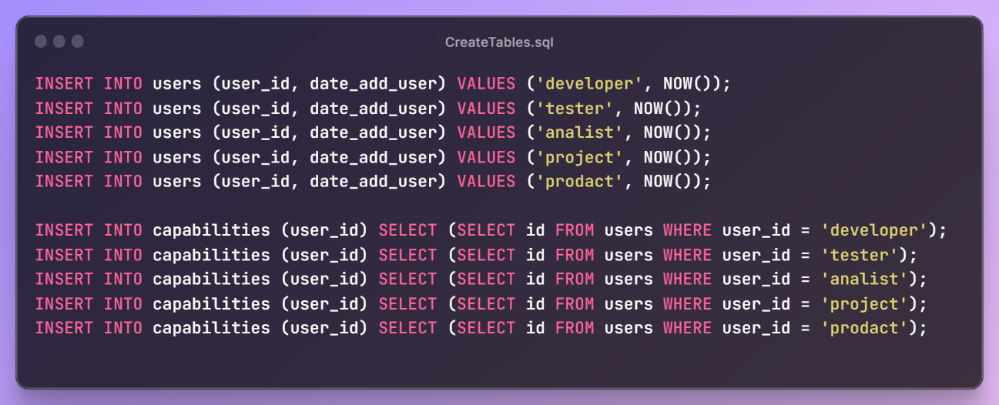 CreateTables.sql
INSERT INTO users (user_id, date_add_user) VALUES ('developer', NOW());
INSERT INTO users (user_id, date_add_user) VALUES ('tester', NOW());
INSERT INTO users (user_id, date_add_user) VALUES ('analist', NOW());
INSERT INTO users (user_id, date_add_user) VALUES ('project', NOW());
INSERT INTO users (user_id, date_add_user) VALUES ('prodact', NOW());
INSERT INTO capabilities (user_id) SELECT (SELECT id FROM users WHERE user_id = 'developer');
INSERT INTO capabilities (user_id) SELECT (SELECT id FROM users WHERE user_id = 'tester');
INSERT INTO capabilities (user_id) SELECT (SELECT id FROM users WHERE user_id = 'analist');
INSERT INTO capabilities (user_id) SELECT (SELECT id FROM users WHERE user_id = 'project');
INSERT INTO capabilities (user_id) SELECT (SELECT id FROM users WHERE user_id = 'prodact');